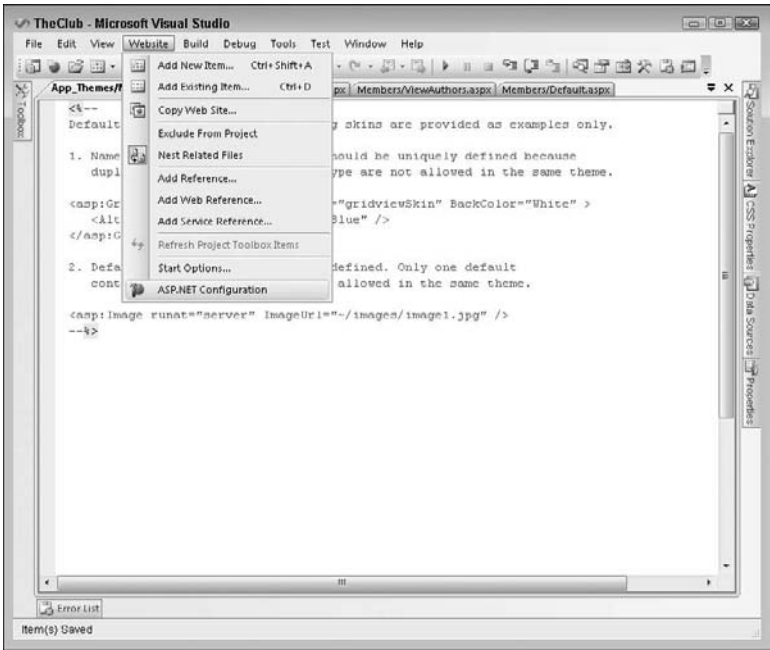 TheClub - Microsoft Visual Studio
File Edit View Website Build Debug Tools Test Window Help
Add New Item... Ctrl+Shift+A
Add Existing Item... Ctrl+D
Copy Web Site...
Exclude From Project
Nest Related Files
Add Reference...
Add Web Reference...
Add Service Reference...
Refresh Project Toolbox Items
Start Options...
ASP.NET Configuration
App_Themes/ px Members/ViewAuthors.aspx Members/Default.aspx
<%--
Default g skins are provided as examples only.
1. Name hould be uniquely defined because
dupl ype are not allowed in the same theme.
<asp:Gr "gridviewSkin" BackColor="White" >
<Alt Blue" />
</asp:G
2. Defa defined. Only one default
cont allowed in the same theme.
<asp:Image runat="server" ImageUrl="~/images/image1.jpg" />
--%>
Toolbox
Solution Explorer
CSS Properties
Data Sources
Properties
Error List
Item(s) Saved